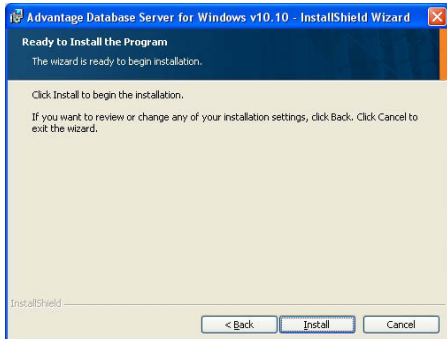 Advantage Database Server for Windows v10.10 - InstallShield Wizard
Ready to Install the Program
The wizard is ready to begin installation.
Click Install to begin the installation.
If you want to review or change any of your installation settings, click Back. Click Cancel to
exit the wizard.
InstallShield
< Back Install Cancel